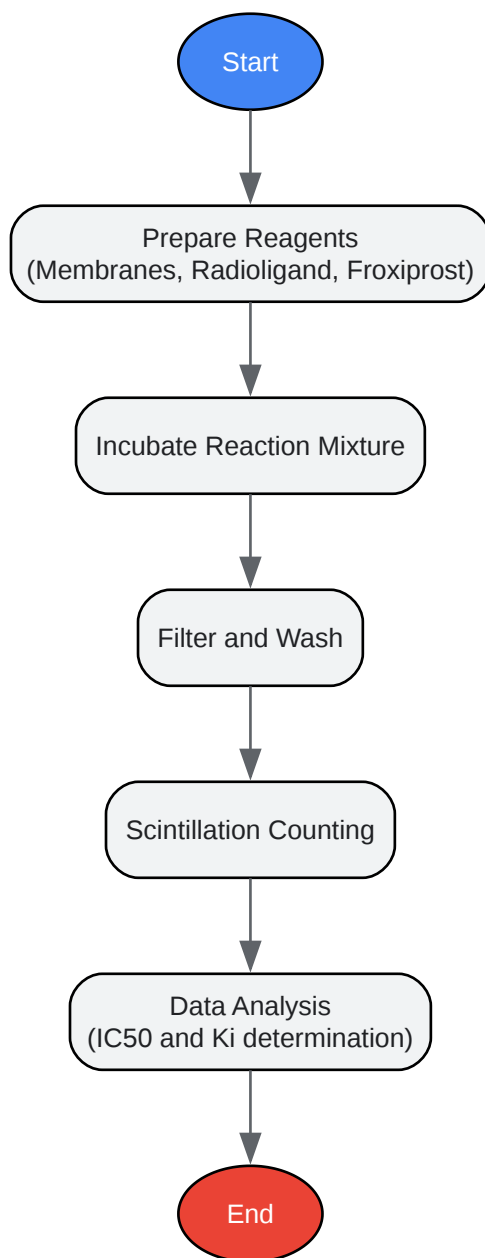 Start
Prepare Reagents
(Membranes, Radioligand, Froxiprost)
Incubate Reaction Mixture
Filter and Wash
Scintillation Counting
Data Analysis
(IC50 and Ki determination)
End